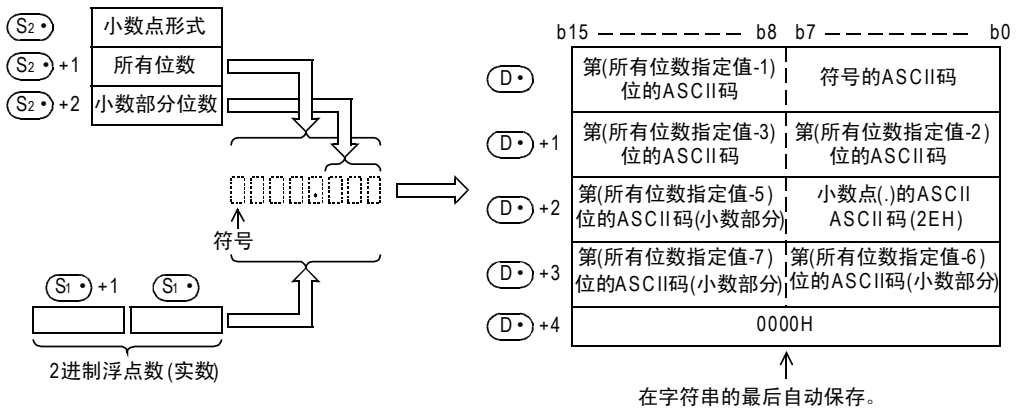 S2• 小数点形式
S2•+1 所有位数
S2•+2 小数部分位数
符号
S1•+1 S1•
2进制浮点数(实数)
b15 b8 b7 b0
D• 第(所有位数指定值-1)
位的ASCII码
符号的ASCII码
D•+1 第(所有位数指定值-3)
位的ASCII码
第(所有位数指定值-2)
位的ASCII码
D•+2 第(所有位数指定值-5)
位的ASCII码(小数部分)
小数点(.)的ASCII
ASCII码(2EH)
D•+3 第(所有位数指定值-7)
位的ASCII码(小数部分)
第(所有位数指定值-6)
位的ASCII码(小数部分)
D•+4 0000H
在字符串的最后自动保存。